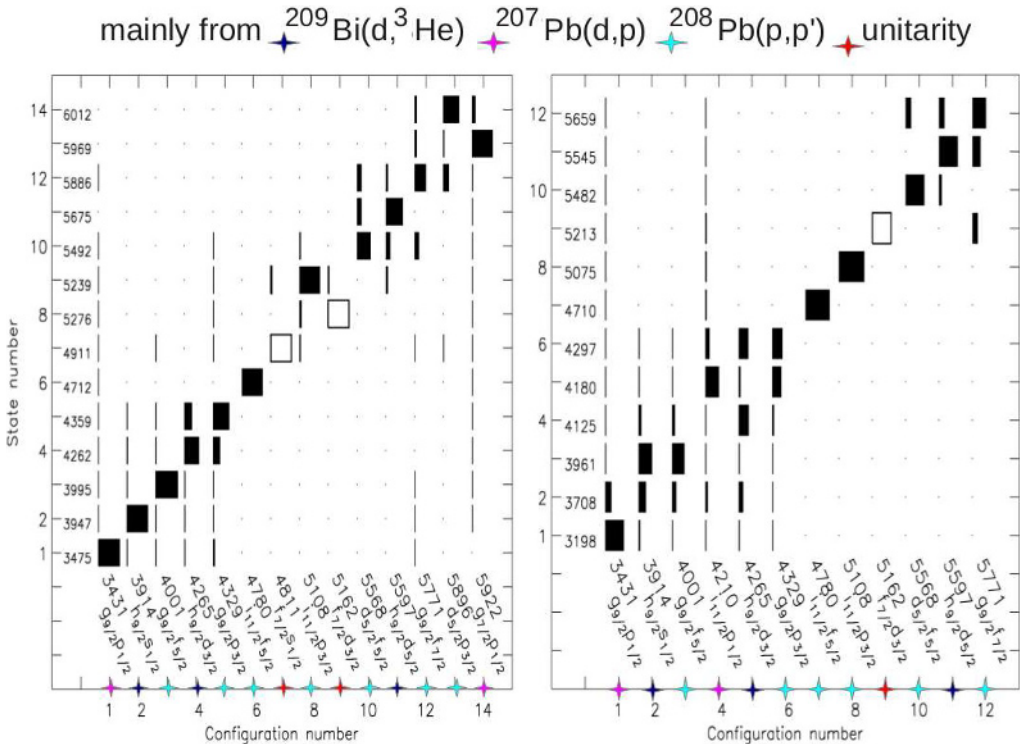 mainly from ²⁰⁹Bi(d,³He) ²⁰⁷Pb(d,p) ²⁰⁸Pb(p,p') unitarity
State number
14 6012
5969
12 5886
5675
10 5492
5239
8 5276
4911
6 4712
4359
4 4262
3995
2 3947
1 3475
3431 g9/2p1/2
3914 h9/2s1/2
4001 g9/2f5/2
4265 h9/2d3/2
4329 g9/2p3/2
4780 i11/2f5/2
4811 f7/2s1/2
5108 i11/2p3/2
5162 f7/2d3/2
5568 d5/2f5/2
5597 h9/2d5/2
5771 g9/2f7/2
5896 d5/2p3/2
5922 g7/2p1/2
1 2 4 6 8 10 12 14
Configuration number
12 5659
5545
10 5482
5213
8 5075
4710
6 4297
4180
4 4125
3961
2 3708
1 3198
3431 g9/2p1/2
3914 h9/2s1/2
4001 g9/2f5/2
4210 i11/2p1/2
4265 h9/2d3/2
4329 g9/2p3/2
4780 i11/2f5/2
5108 i11/2p3/2
5162 f7/2d3/2
5568 d5/2f5/2
5597 h9/2d5/2
5771 g9/2f7/2
1 2 4 6 8 10 12
Configuration number